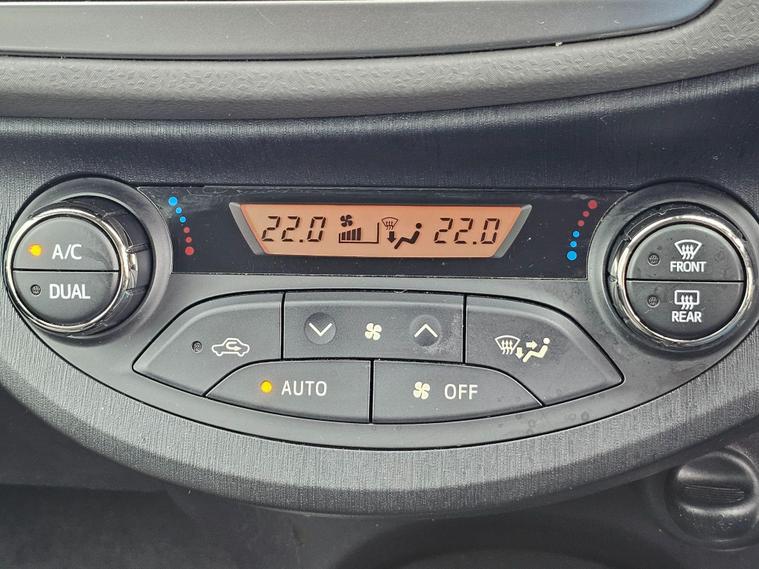 22.0 22.0
A/C
DUAL
FRONT
REAR
AUTO
OFF